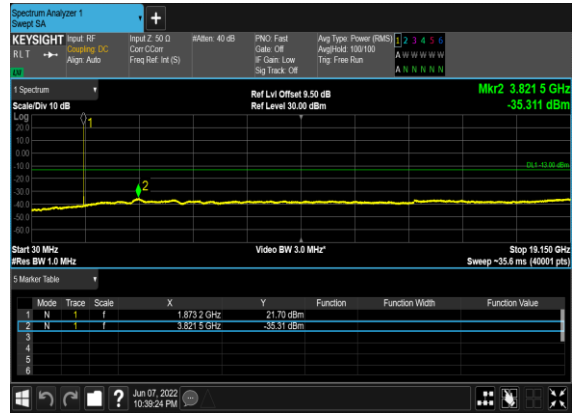 Spectrum Analyzer 1
Swept SA
+
KEYSIGHT Input: RF Input Z: 50 Ω #Atten: 40 dB PNO: Fast Avg Type: Power (RMS) 1 2 3 4 5 6
RLT Coupling: DC Corr CCorr Gate: Off Avg|Hold: 100/100 A W W W W W
Align: Auto Freq Ref: Int (S) IF Gain: Low Trig: Free Run
Sig Track: Off A N N N N N
1 Spectrum Ref Lvl Offset 9.50 dB Mkr2 3.821 5 GHz
Scale/Div 10 dB Ref Level 30.00 dBm -35.311 dBm
Log
20.0
10.0
0.00
-10.0
-20.0
-30.0
-40.0
-50.0
-60.0
1
2
DL1 -13.00 dBm
Start 30 MHz Video BW 3.0 MHz* Stop 19.150 GHz
#Res BW 1.0 MHz Sweep ~35.6 ms (40001 pts)
5 Marker Table
Mode Trace Scale X Y Function Function Width Function Value
1 N 1 f 1.873 2 GHz 21.70 dBm
2 N 1 f 3.821 5 GHz -35.31 dBm
3
4
5
6
? Jun 07, 2022
10:39:24 PM